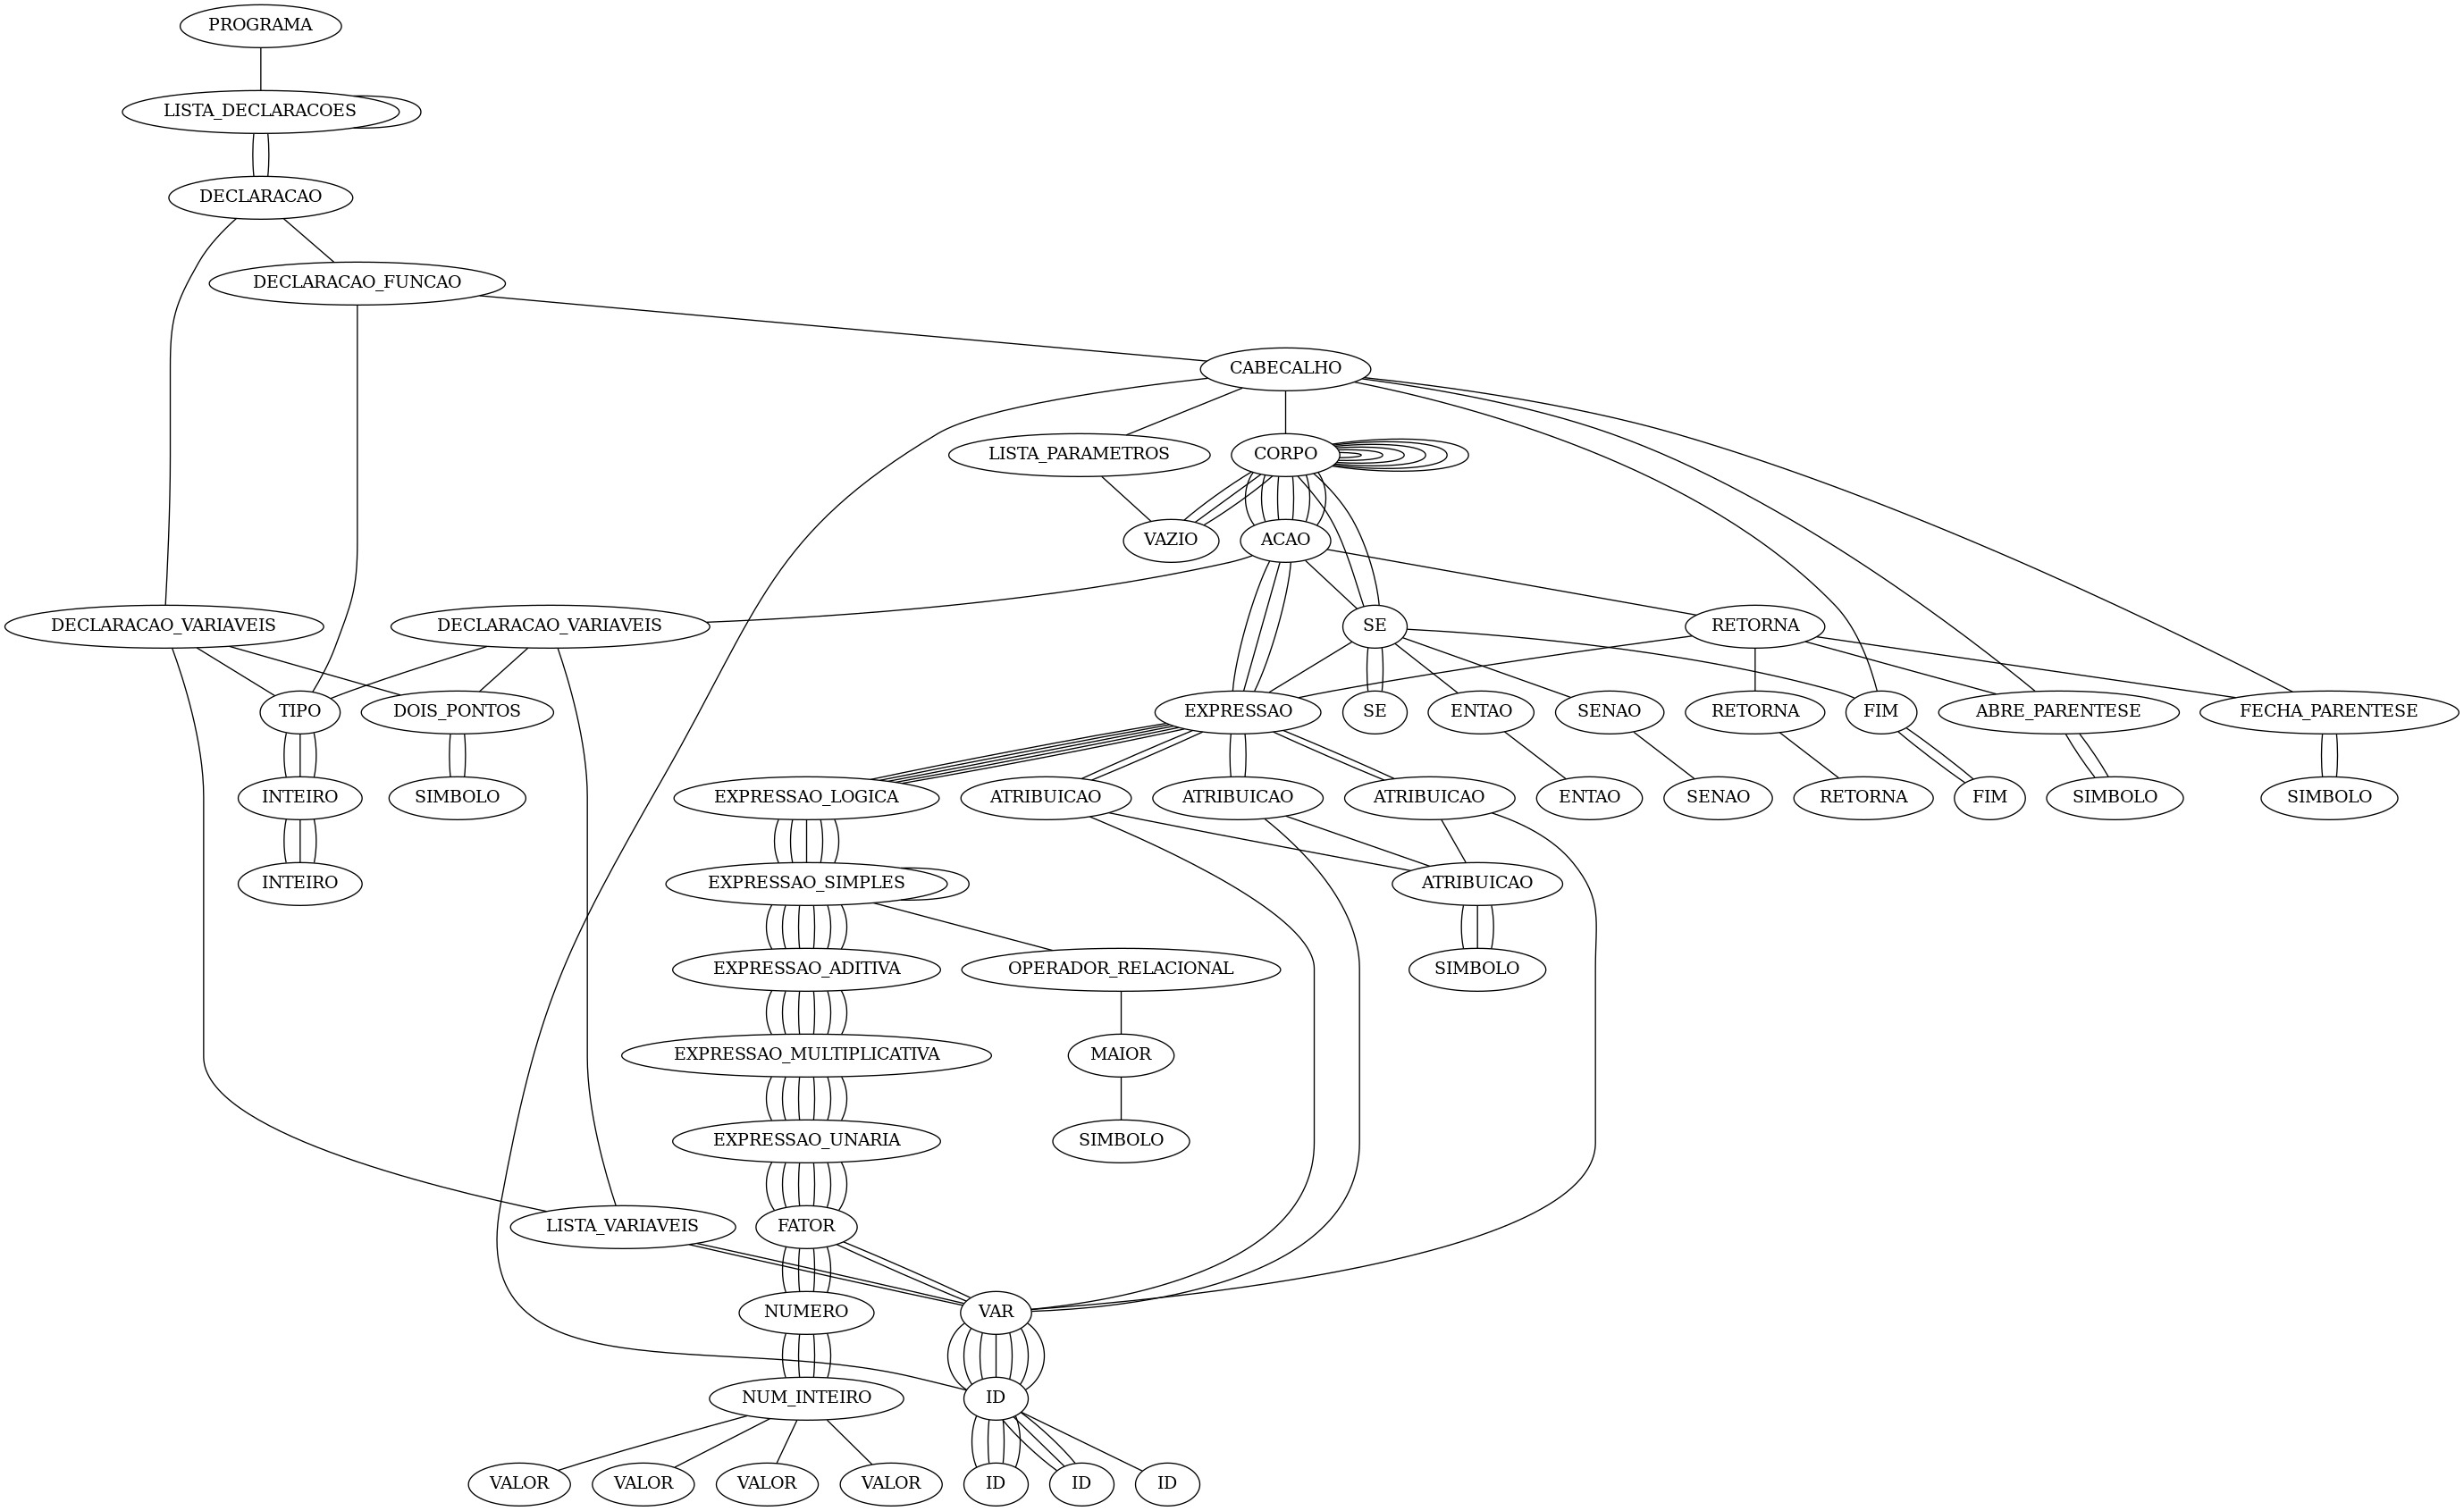 PROGRAMA
LISTA_DECLARACOES
DECLARACAO
DECLARACAO_FUNCAO
CABECALHO
LISTA_PARAMETROS CORPO
VAZIO ACAO
DECLARACAO_VARIAVEIS DECLARACAO_VARIAVEIS SE RETORNA
TIPO DOIS_PONTOS EXPRESSAO SE ENTAO SENAO RETORNA FIM ABRE_PARENTESE FECHA_PARENTESE
INTEIRO SIMBOLO EXPRESSAO_LOGICA ATRIBUICAO ATRIBUICAO ATRIBUICAO ENTAO SENAO RETORNA FIM SIMBOLO SIMBOLO
INTEIRO EXPRESSAO_SIMPLES ATRIBUICAO
EXPRESSAO_ADITIVA OPERADOR_RELACIONAL SIMBOLO
EXPRESSAO_MULTIPLICATIVA MAIOR
EXPRESSAO_UNARIA SIMBOLO
LISTA_VARIAVEIS FATOR
NUMERO VAR
NUM_INTEIRO ID
VALOR VALOR VALOR VALOR ID ID ID